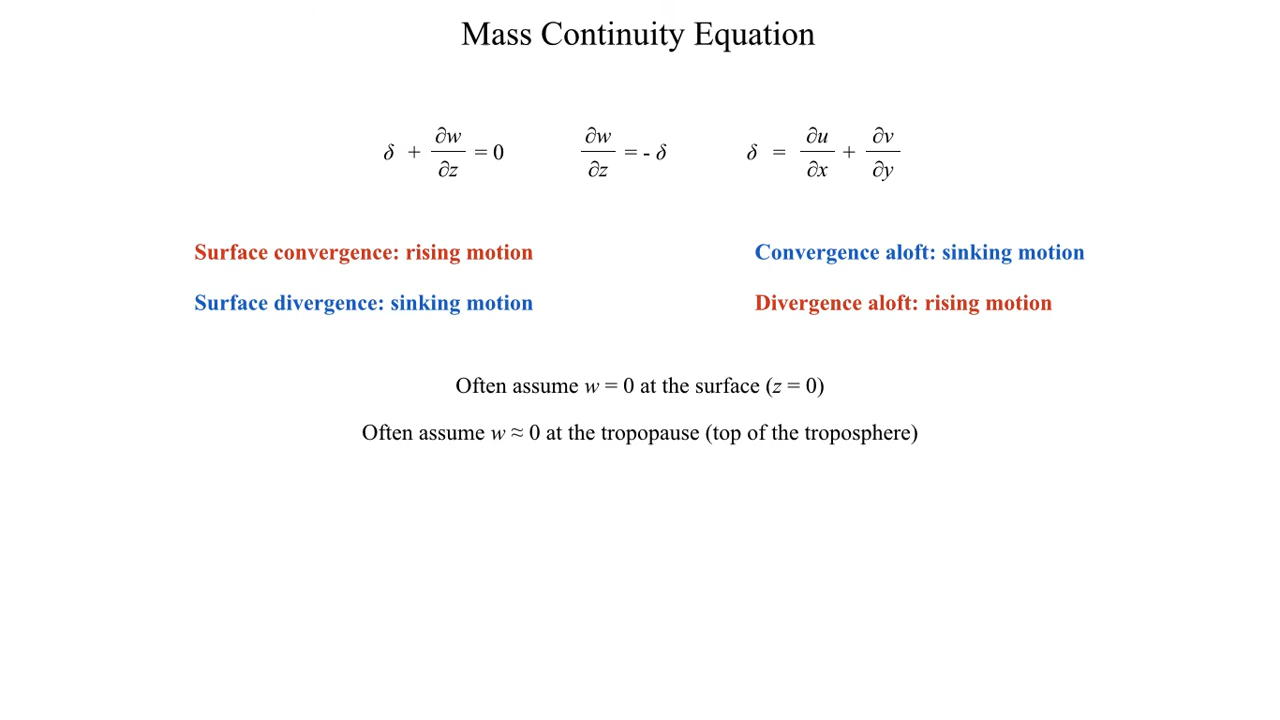 Mass Continuity Equation
δ + ∂w/∂z = 0    ∂w/∂z = - δ    δ = ∂u/∂x + ∂v/∂y
Surface convergence: rising motion
Surface divergence: sinking motion
Convergence aloft: sinking motion
Divergence aloft: rising motion
Often assume w = 0 at the surface (z = 0)
Often assume w ≈ 0 at the tropopause (top of the troposphere)